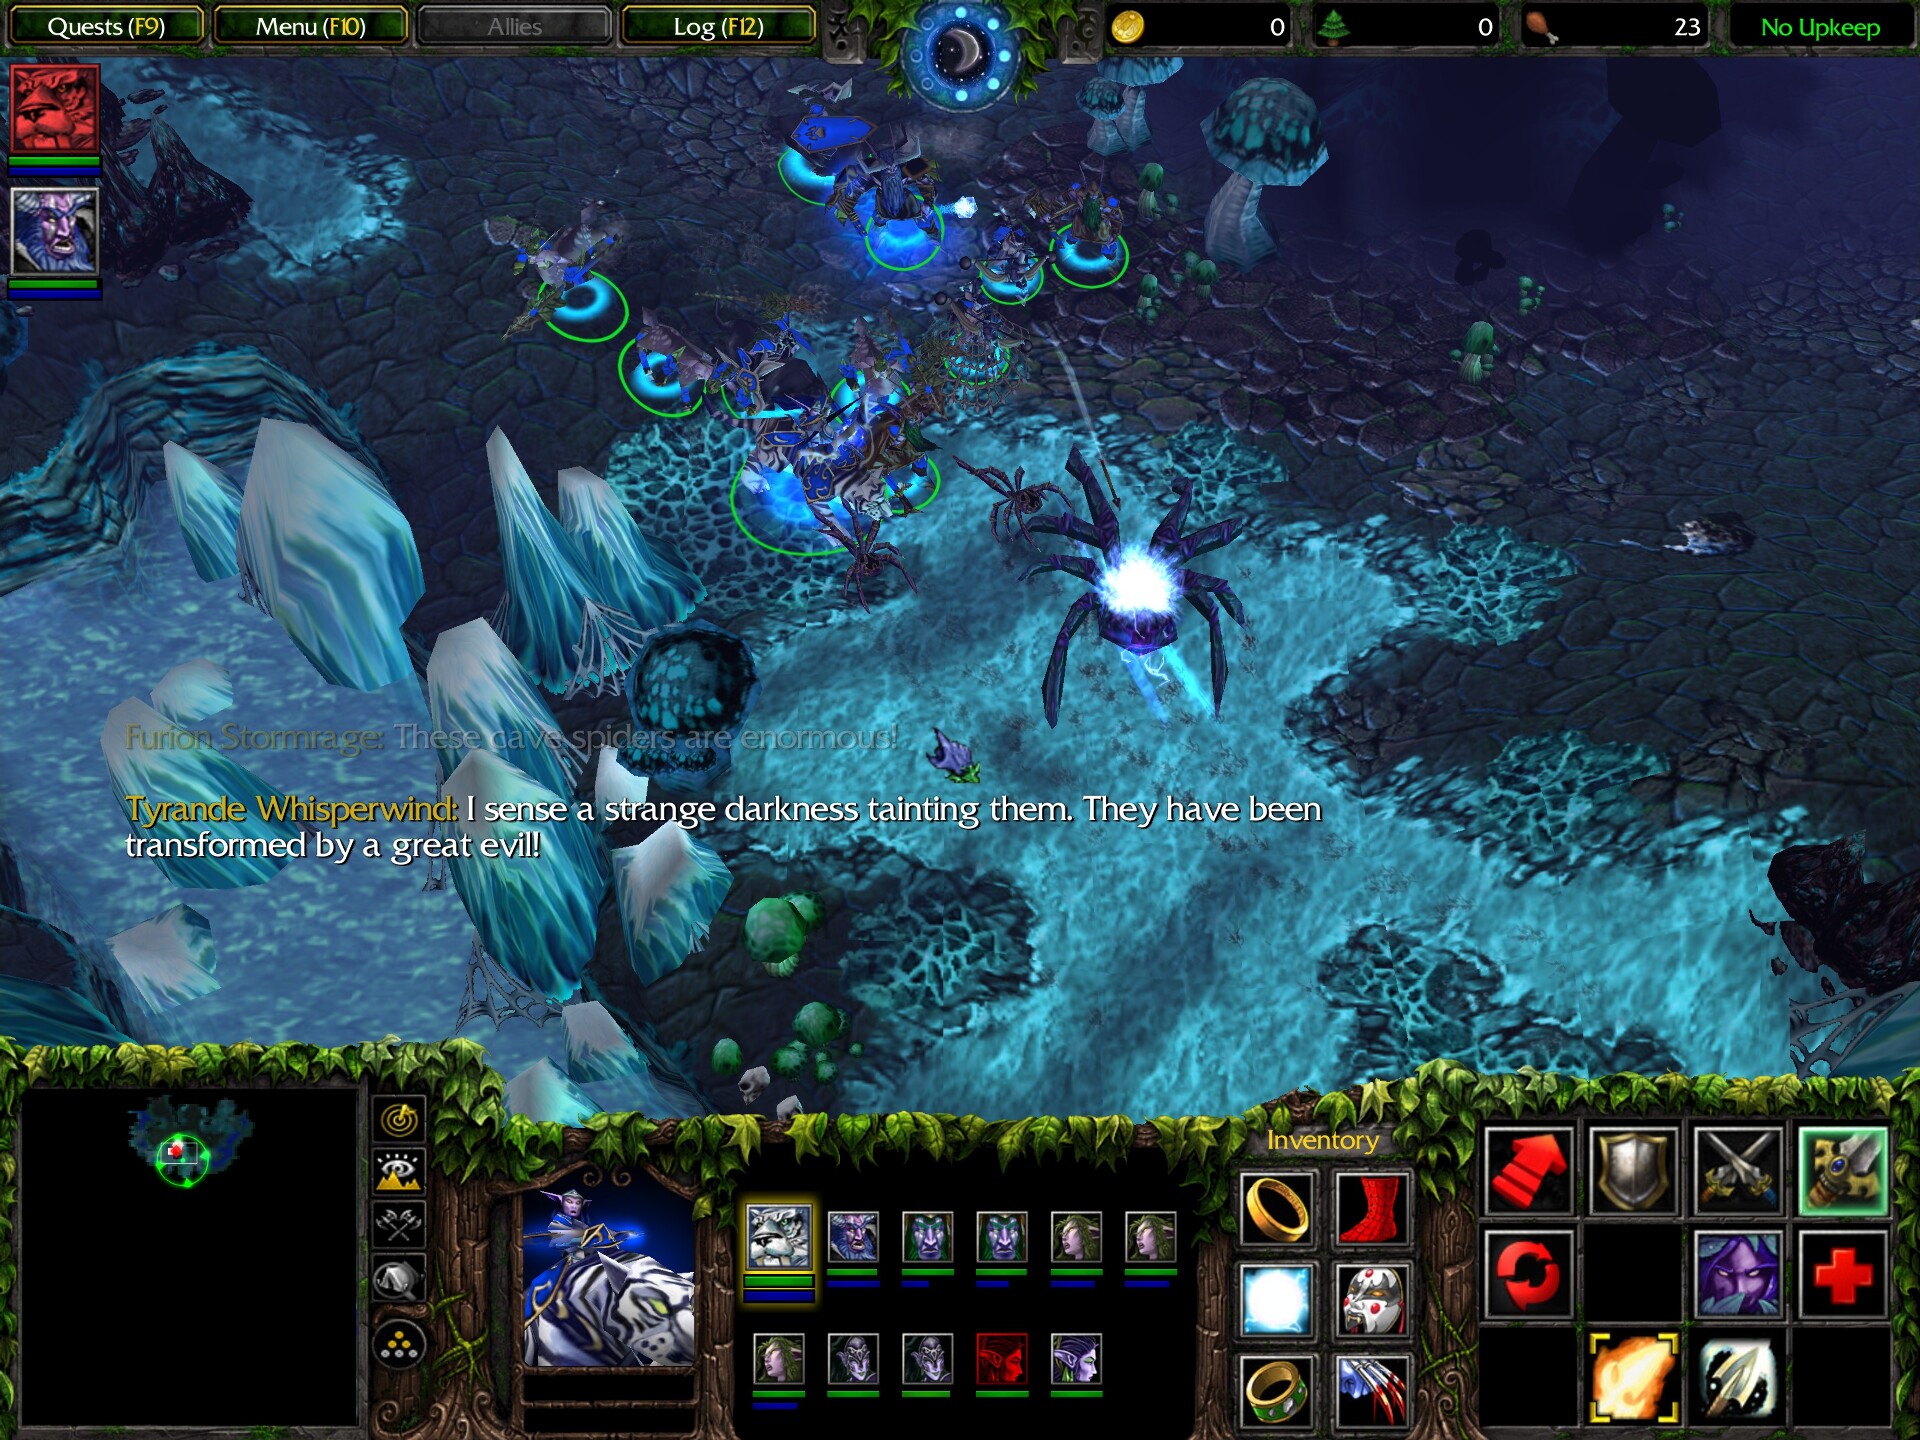 Quests (F9) Menu (F10) Allies Log (F12) 0 0 23 No Upkeep
Furion Stormrage: These cave spiders are enormous!
Tyrande Whisperwind: I sense a strange darkness tainting them. They have been
transformed by a great evil!
Inventory